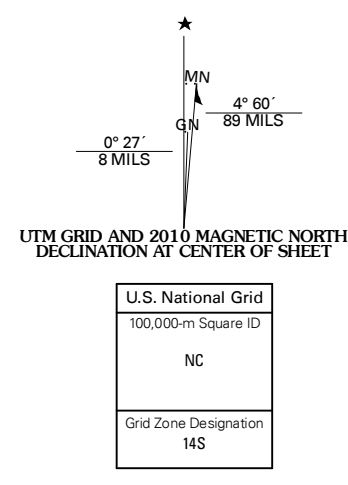 MN
4° 60´
89 MILS
GN
0° 27´
8 MILS
UTM GRID AND 2010 MAGNETIC NORTH
DECLINATION AT CENTER OF SHEET
U.S. National Grid
100,000-m Square ID
NC
Grid Zone Designation
14S